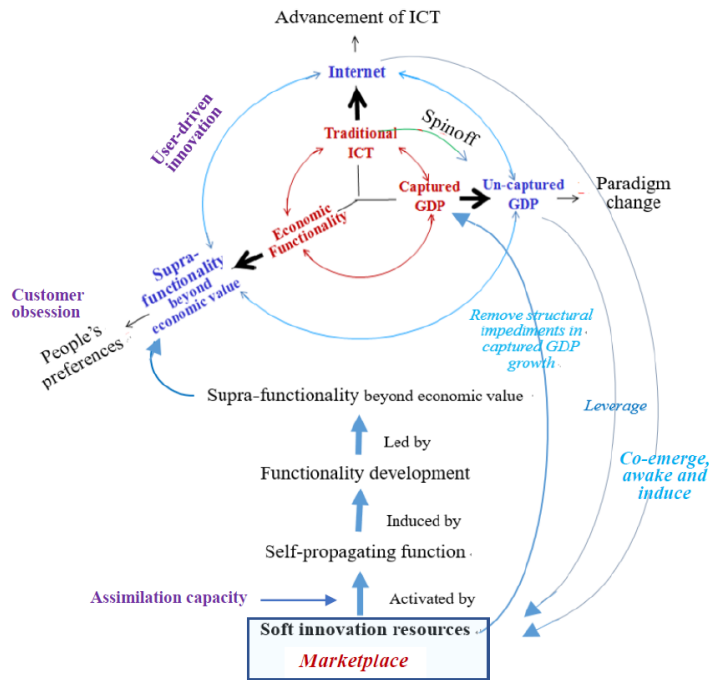 Advancement of ICT
Internet
User-driven
innovation
Traditional
ICT
Spinoff
Captured
GDP
Un-captured
GDP
Paradigm
change
Economic
Functionality
Supra-
functionality
beyond
economic value
Customer
obsession
People's
preferences
Remove structural
impediments in
captured GDP
growth
Supra-functionality beyond economic value
Leverage
Led by
Co-emerge,
awake and
induce
Functionality development
Induced by
Self-propagating function
Assimilation capacity
Activated by
Soft innovation resources
Marketplace